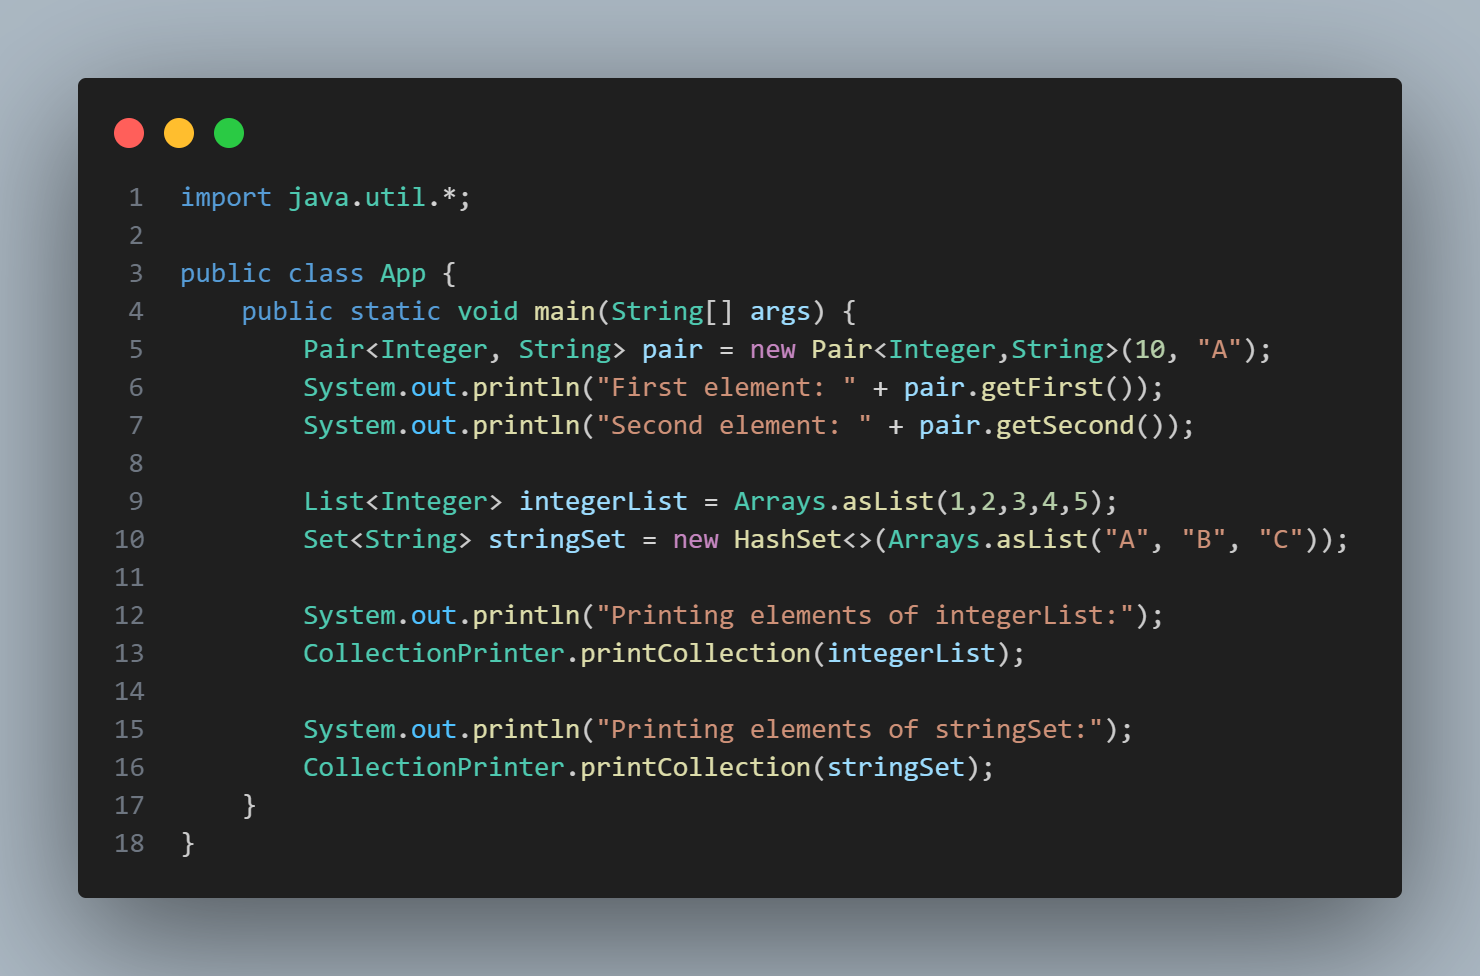 1 import java.util.*;
2
3 public class App {
4     public static void main(String[] args) {
5         Pair<Integer, String> pair = new Pair<Integer,String>(10, "A");
6         System.out.println("First element: " + pair.getFirst());
7         System.out.println("Second element: " + pair.getSecond());
8
9         List<Integer> integerList = Arrays.asList(1,2,3,4,5);
10         Set<String> stringSet = new HashSet<>(Arrays.asList("A", "B", "C"));
11
12         System.out.println("Printing elements of integerList:");
13         CollectionPrinter.printCollection(integerList);
14
15         System.out.println("Printing elements of stringSet:");
16         CollectionPrinter.printCollection(stringSet);
17     }
18 }